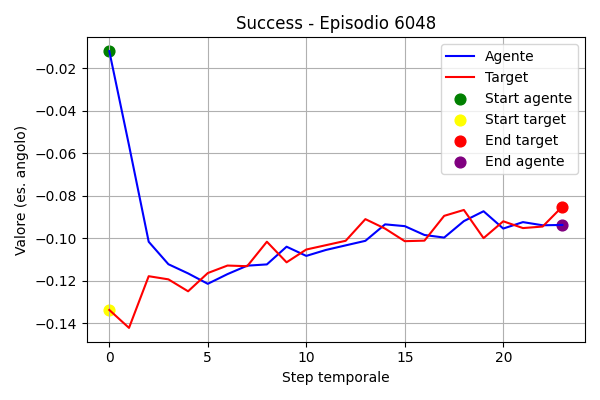 Success - Episodio 6048
Valore (es. angolo)
−0.02
−0.04
−0.06
−0.08
−0.10
−0.12
−0.14
Agente
Target
Start agente
Start target
End target
End agente
0
5
10
15
20
Step temporale